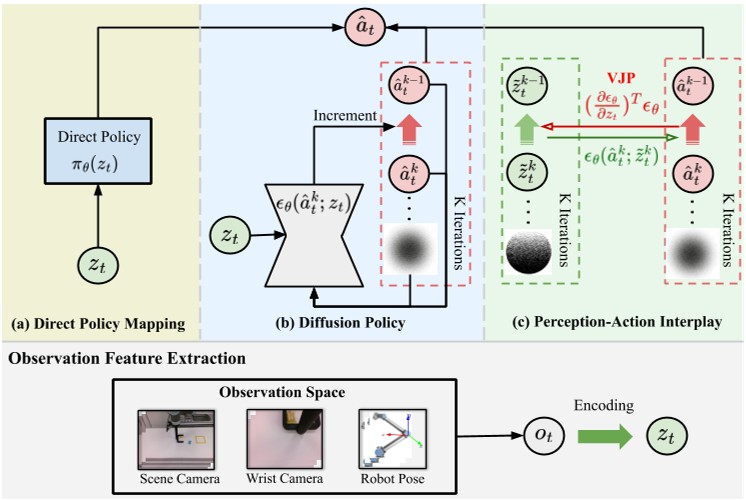 â_t
Direct Policy
π_θ(z_t)
z_t
(a) Direct Policy Mapping
Increment
ϵ_θ(â_t^k; z_t)
z_t
â_t^{k-1}
â_t^k
K Iterations
(b) Diffusion Policy
z̃_t^{k-1}
z̃_t^k
K Iterations
VJP
(∂ϵ_θ/∂z_t)^T ϵ_θ
ϵ_θ(â_t^k; z̃_t^k)
â_t^{k-1}
â_t^k
K Iterations
(c) Perception-Action Interplay
Observation Feature Extraction
Observation Space
Scene Camera
Wrist Camera
Robot Pose
o_t
Encoding
z_t